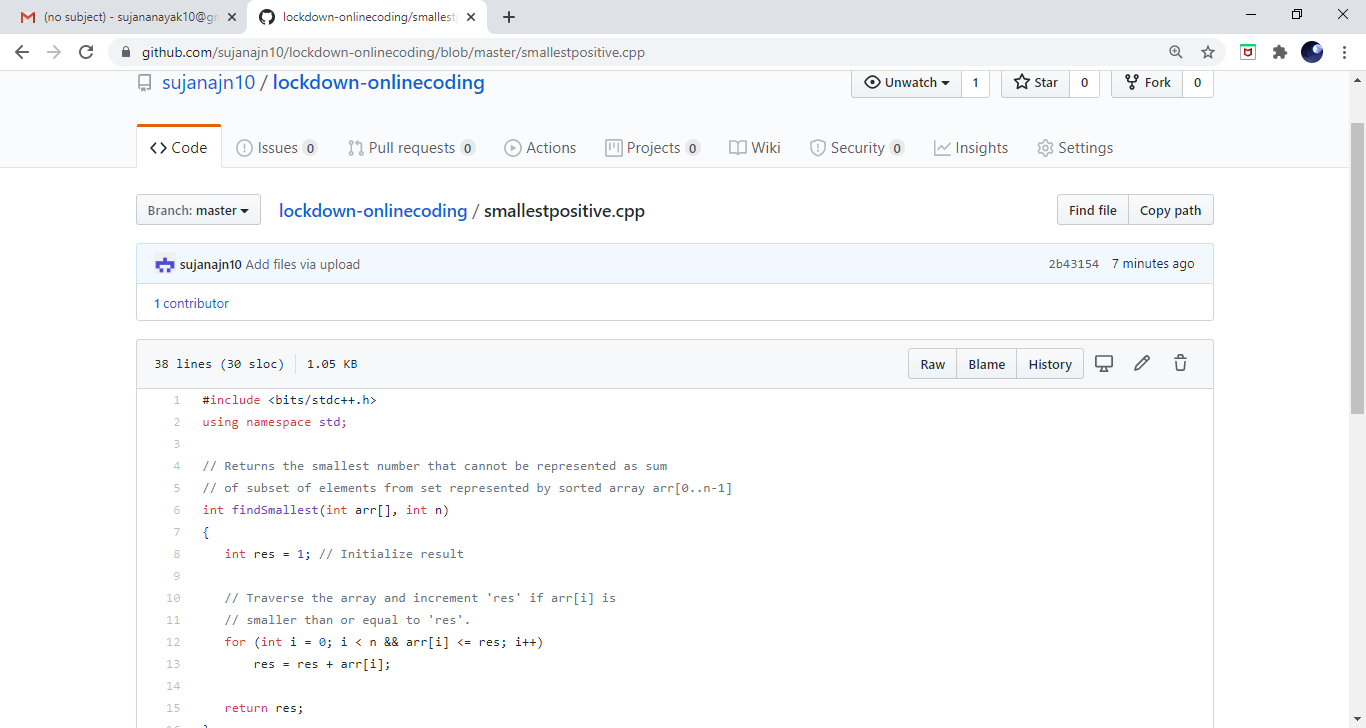 (no subject) - sujananayak10@gm
lockdown-onlinecoding/smallestp
github.com/sujanajn10/lockdown-onlinecoding/blob/master/smallestpositive.cpp
sujanajn10 / lockdown-onlinecoding
Unwatch 1 Star 0 Fork 0
Code Issues 0 Pull requests 0 Actions Projects 0 Wiki Security 0 Insights Settings
Branch: master lockdown-onlinecoding / smallestpositive.cpp Find file Copy path
sujanajn10 Add files via upload 2b43154 7 minutes ago
1 contributor
38 lines (30 sloc) 1.05 KB Raw Blame History
1 #include <bits/stdc++.h>
2 using namespace std;
3
4 // Returns the smallest number that cannot be represented as sum
5 // of subset of elements from set represented by sorted array arr[0..n-1]
6 int findSmallest(int arr[], int n)
7 {
8 int res = 1; // Initialize result
9
10 // Traverse the array and increment 'res' if arr[i] is
11 // smaller than or equal to 'res'.
12 for (int i = 0; i < n && arr[i] <= res; i++)
13 res = res + arr[i];
14
15 return res;